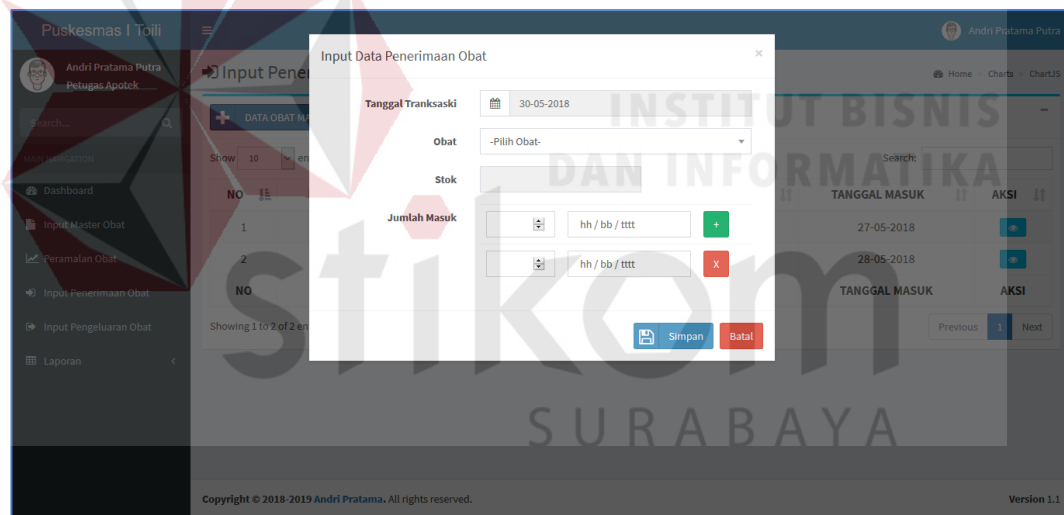 Puskesmas I Toili
Andri Pratama Putra
Andri Pratama Putra
Petugas Apotek
Search...
MAIN NAVIGATION
Dashboard
Input Master Obat
Peramalan Obat
Input Penerimaan Obat
Input Pengeluaran Obat
Laporan
Input Pene
Home > Charts > ChartJS
DATA OBAT MA
Show 10 en
Search:
NO TANGGAL MASUK AKSI
1 27-05-2018
2 28-05-2018
NO TANGGAL MASUK AKSI
Showing 1 to 2 of 2 en
Previous 1 Next
Input Data Penerimaan Obat ×
Tanggal Tranksaski 30-05-2018
Obat -Pilih Obat-
Stok
Jumlah Masuk hh / bb / tttt +
hh / bb / tttt X
Simpan Batal
INSTITUT BISNIS
DAN INFORMATIKA
stikom
SURABAYA
Copyright © 2018-2019 Andri Pratama. All rights reserved.
Version 1.1